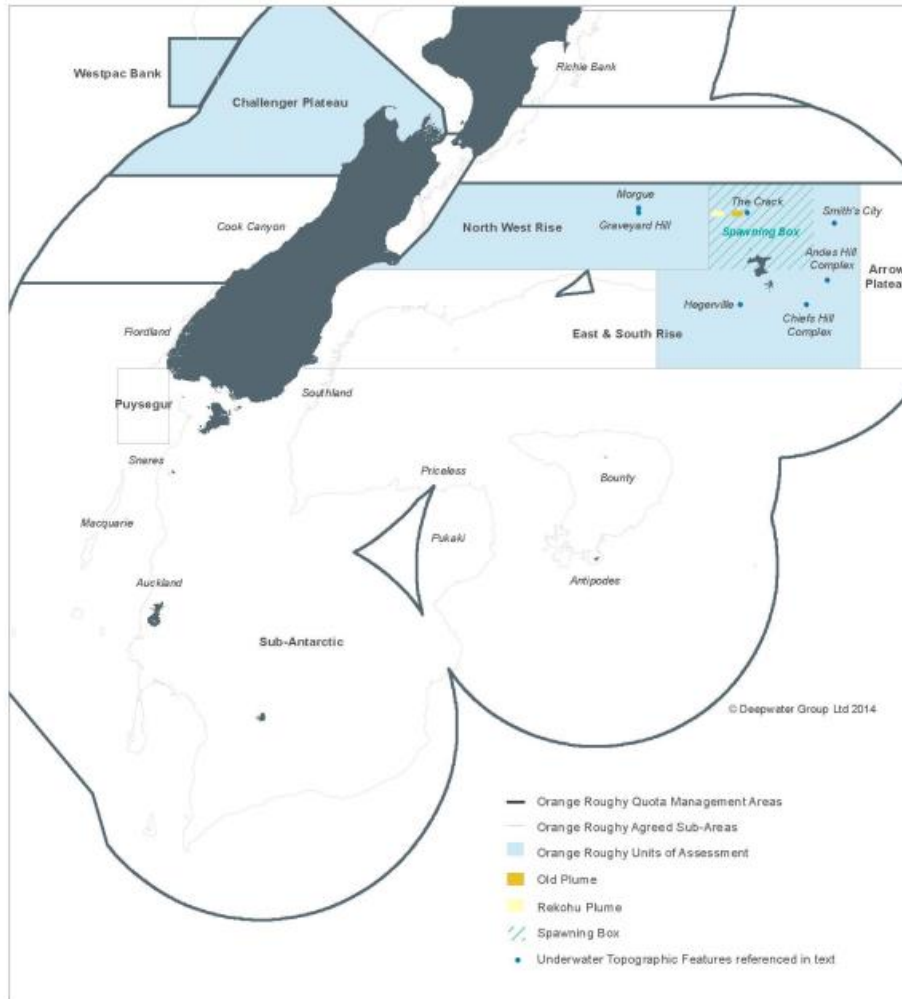 Richie Bank
Westpac Bank
Challenger Plateau
Morgue
The Crack
Smith's City
Cook Canyon
North West Rise
Graveyard Hill
Spawning Box
Andes Hill
Complex
Arrow
Plateau
Hegerville
Chiefs Hill
Complex
Fiordland
East & South Rise
Puysegur
Southland
Snares
Priceless
Bounty
Macquarie
Pukaki
Auckland
Antipodes
Sub-Antarctic
© Deepwater Group Ltd 2014
Orange Roughy Quota Management Areas
Orange Roughy Agreed Sub-Areas
Orange Roughy Units of Assessment
Old Plume
Rekohu Plume
Spawning Box
Underwater Topographic Features referenced in text